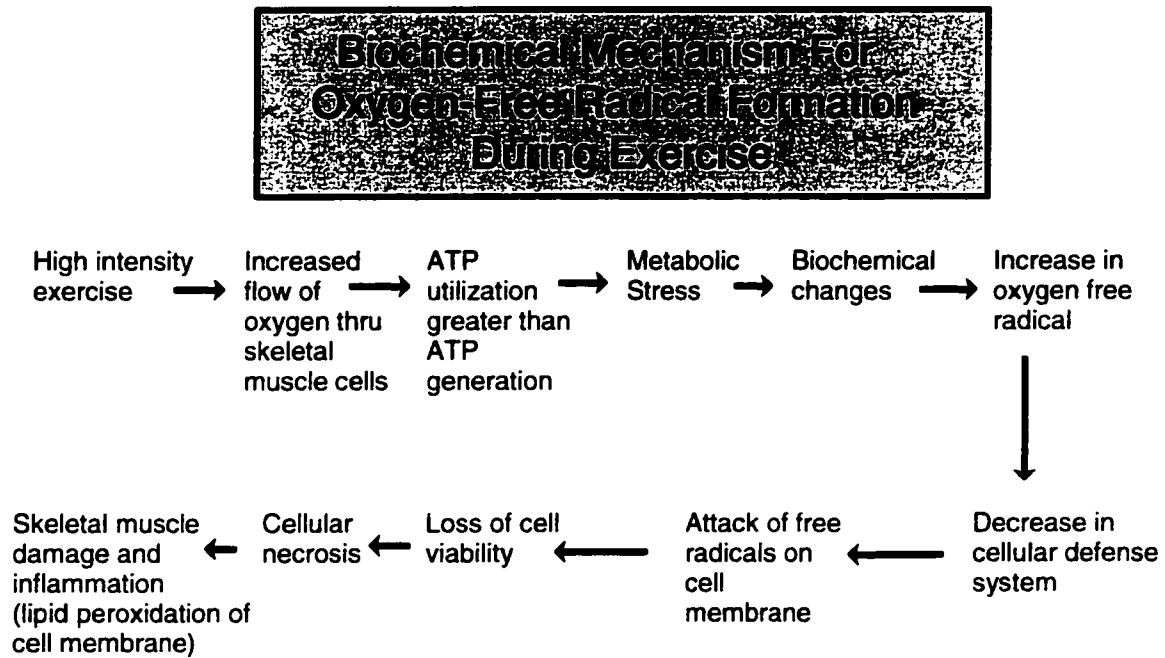 Biochemical Mechanism For
Oxygen-Free Radical Formation
During Exercise
High intensity
exercise
Increased
flow of
oxygen thru
skeletal
muscle cells
ATP
utilization
greater than
ATP
generation
Metabolic
Stress
Biochemical
changes
Increase in
oxygen free
radical
Decrease in
cellular defense
system
Attack of free
radicals on
cell
membrane
Loss of cell
viability
Cellular
necrosis
Skeletal muscle
damage and
inflammation
(lipid peroxidation of
cell membrane)